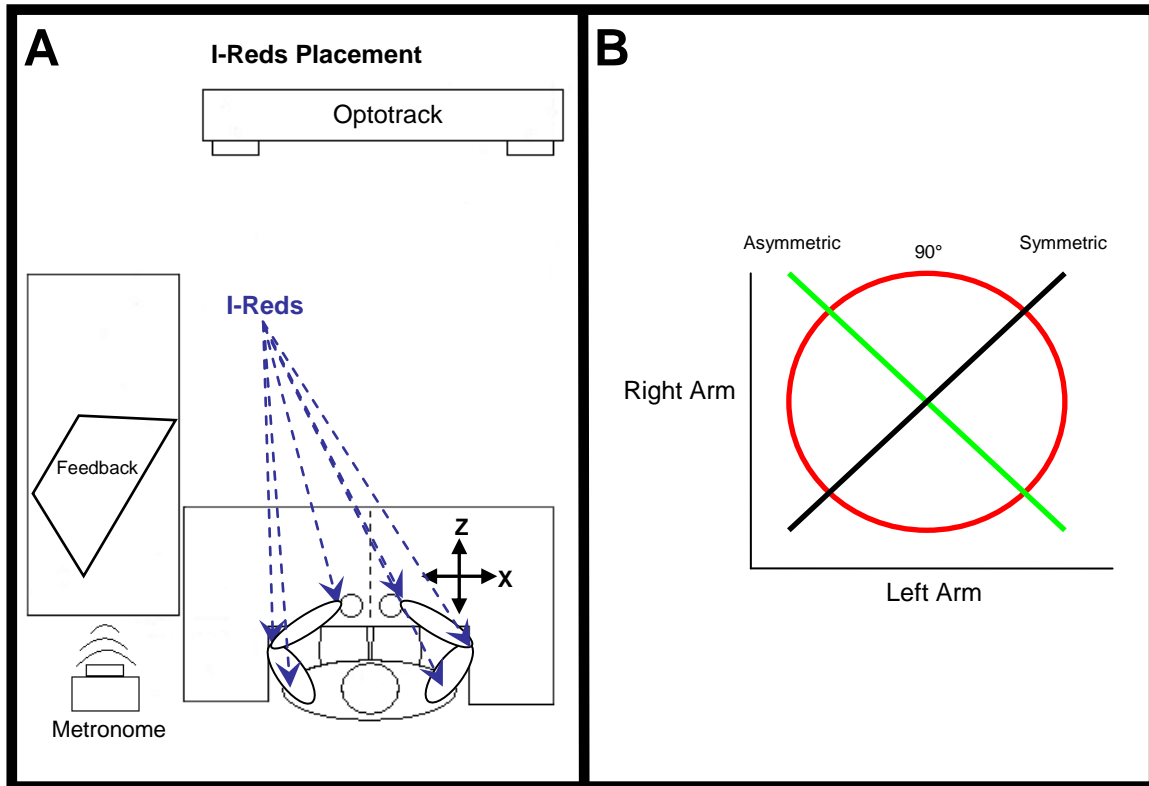 A
I-Reds Placement
Optotrack
I-Reds
Feedback
Z
X
Metronome
B
Asymmetric
90°
Symmetric
Right Arm
Left Arm